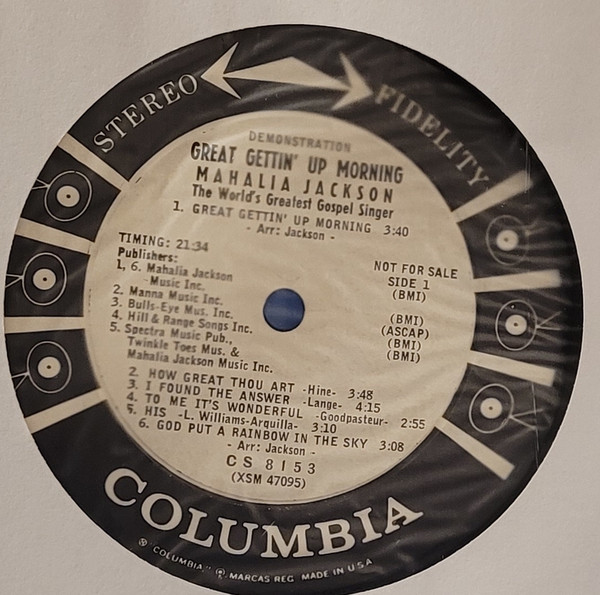 STEREO FIDELITY
DEMONSTRATION
GREAT GETTIN' UP MORNING
MAHALIA JACKSON
The World's Greatest Gospel Singer
1. GREAT GETTIN' UP MORNING 3:40
- Arr: Jackson -
TIMING: 21:34
NOT FOR SALE
Publishers:
SIDE 1
1, 6. Mahalia Jackson
Music Inc. (BMI)
2. Manna Music Inc. (BMI)
3. Bulls-Eye Mus. Inc. (ASCAP)
4. Hill & Range Songs Inc. (BMI)
5. Spectra Music Pub., (BMI)
Twinkle Toes Mus. &
Mahalia Jackson Music Inc.
2. HOW GREAT THOU ART -Hine- 3:48
3. I FOUND THE ANSWER -Lange- 4:15
4. TO ME IT'S WONDERFUL -Goodpasteur- 2:55
5. HIS -L. Williams-Arquilla- 3:10
6. GOD PUT A RAINBOW IN THE SKY 3:08
- Arr: Jackson -
CS 8153
(XSM 47095)
COLUMBIA
® "COLUMBIA," ® MARCAS REG. MADE IN U S A